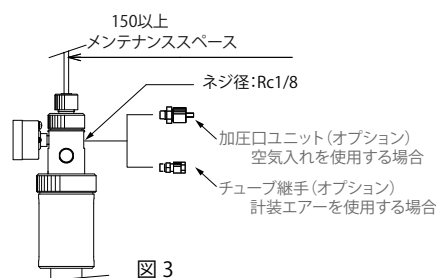 150以上
メンテナンススペース
ネジ径:Rc1/8
加圧口ユニット(オプション)
空気入れを使用する場合
チューブ継手(オプション)
計装エアーを使用する場合
図 3